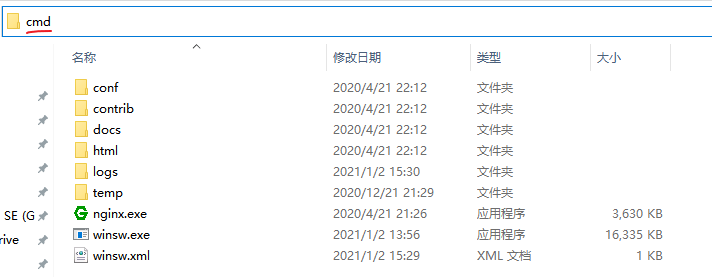 cmd
名称 修改日期 类型 大小
conf 2020/4/21 22:12 文件夹
contrib 2020/4/21 22:12 文件夹
docs 2020/4/21 22:12 文件夹
html 2020/4/21 22:12 文件夹
logs 2021/1/2 15:30 文件夹
temp 2020/12/21 21:29 文件夹
SE (G nginx.exe 2020/4/21 21:26 应用程序 3,630 KB
rive winsw.exe 2021/1/2 13:56 应用程序 16,335 KB
winsw.xml 2021/1/2 15:29 XML 文档 1 KB